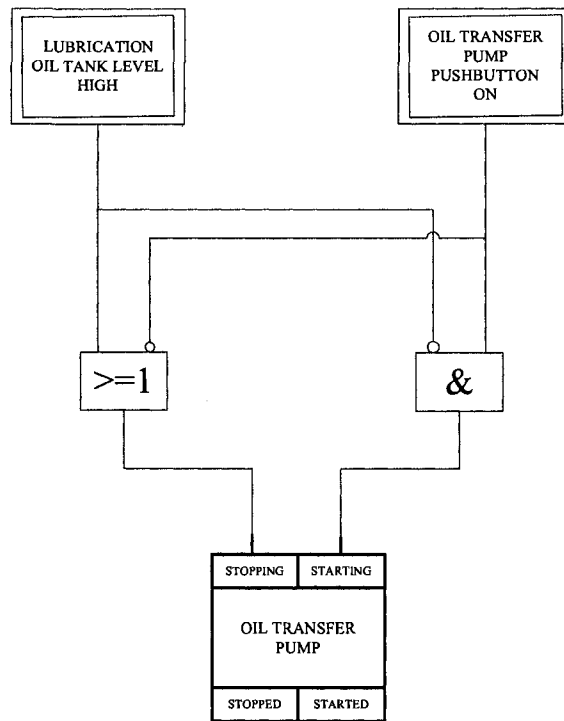 LUBRICATION
OIL TANK LEVEL
HIGH
OIL TRANSFER
PUMP
PUSHBUTTON
ON
>=1
&
STOPPING
STARTING
OIL TRANSFER
PUMP
STOPPED
STARTED